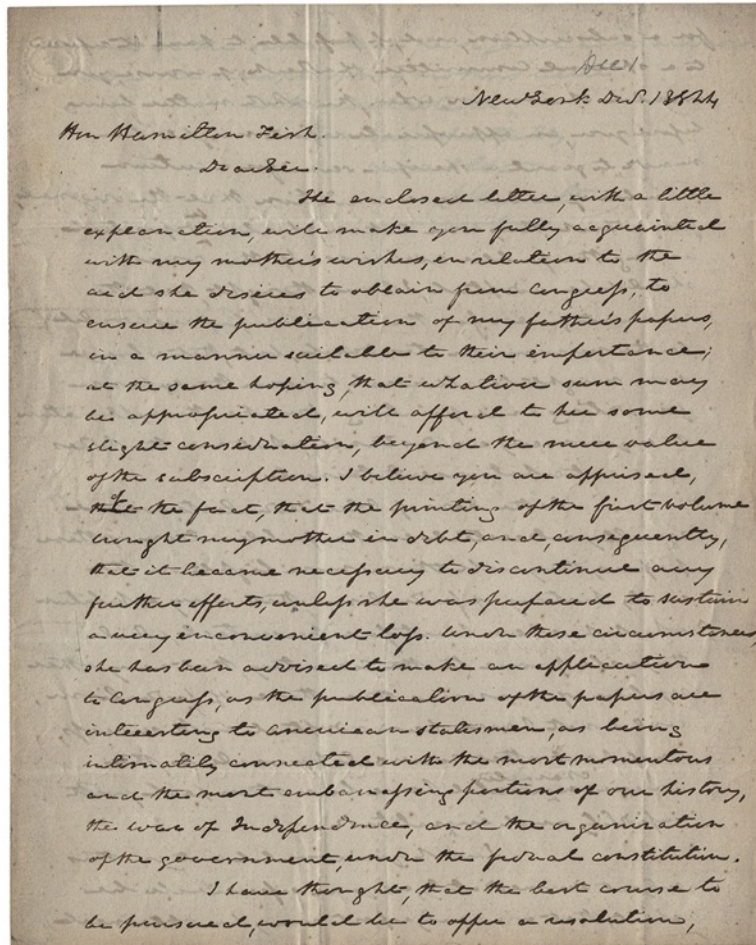 Dec 1
New York Dec. 1. 1844
Hon Hamilton Fish.
Dear Sir
The enclosed letter, with a little
explanation, will make you fully acquainted
with my mother's wishes, in relation to the
aid she desires to obtain from Congress, to
ensure the publication of my father's papers,
in a manner suitable to their importance;
at the same hoping, that whatever sum may
be appropriated, will afford to her some
slight consideration, beyond the mere value
of the subscription. I believe you are apprised,
of the fact, that the printing of the first volume
brought my mother in debt, and, consequently,
that it became necessary to discontinue any
further efforts, unless she was prepared to sustain
a very inconvenient loss. Under these circumstances,
she has been advised to make an application
to Congress, as the publication of the papers are
interesting to American statesmen, as being
intimately connected with the most momentous
and the most embarrassing portions of our history,
the war of Independence, and the organization
of the government, under the federal constitution.
I have thought, that the best course to
be pursued, would be to offer a resolution,